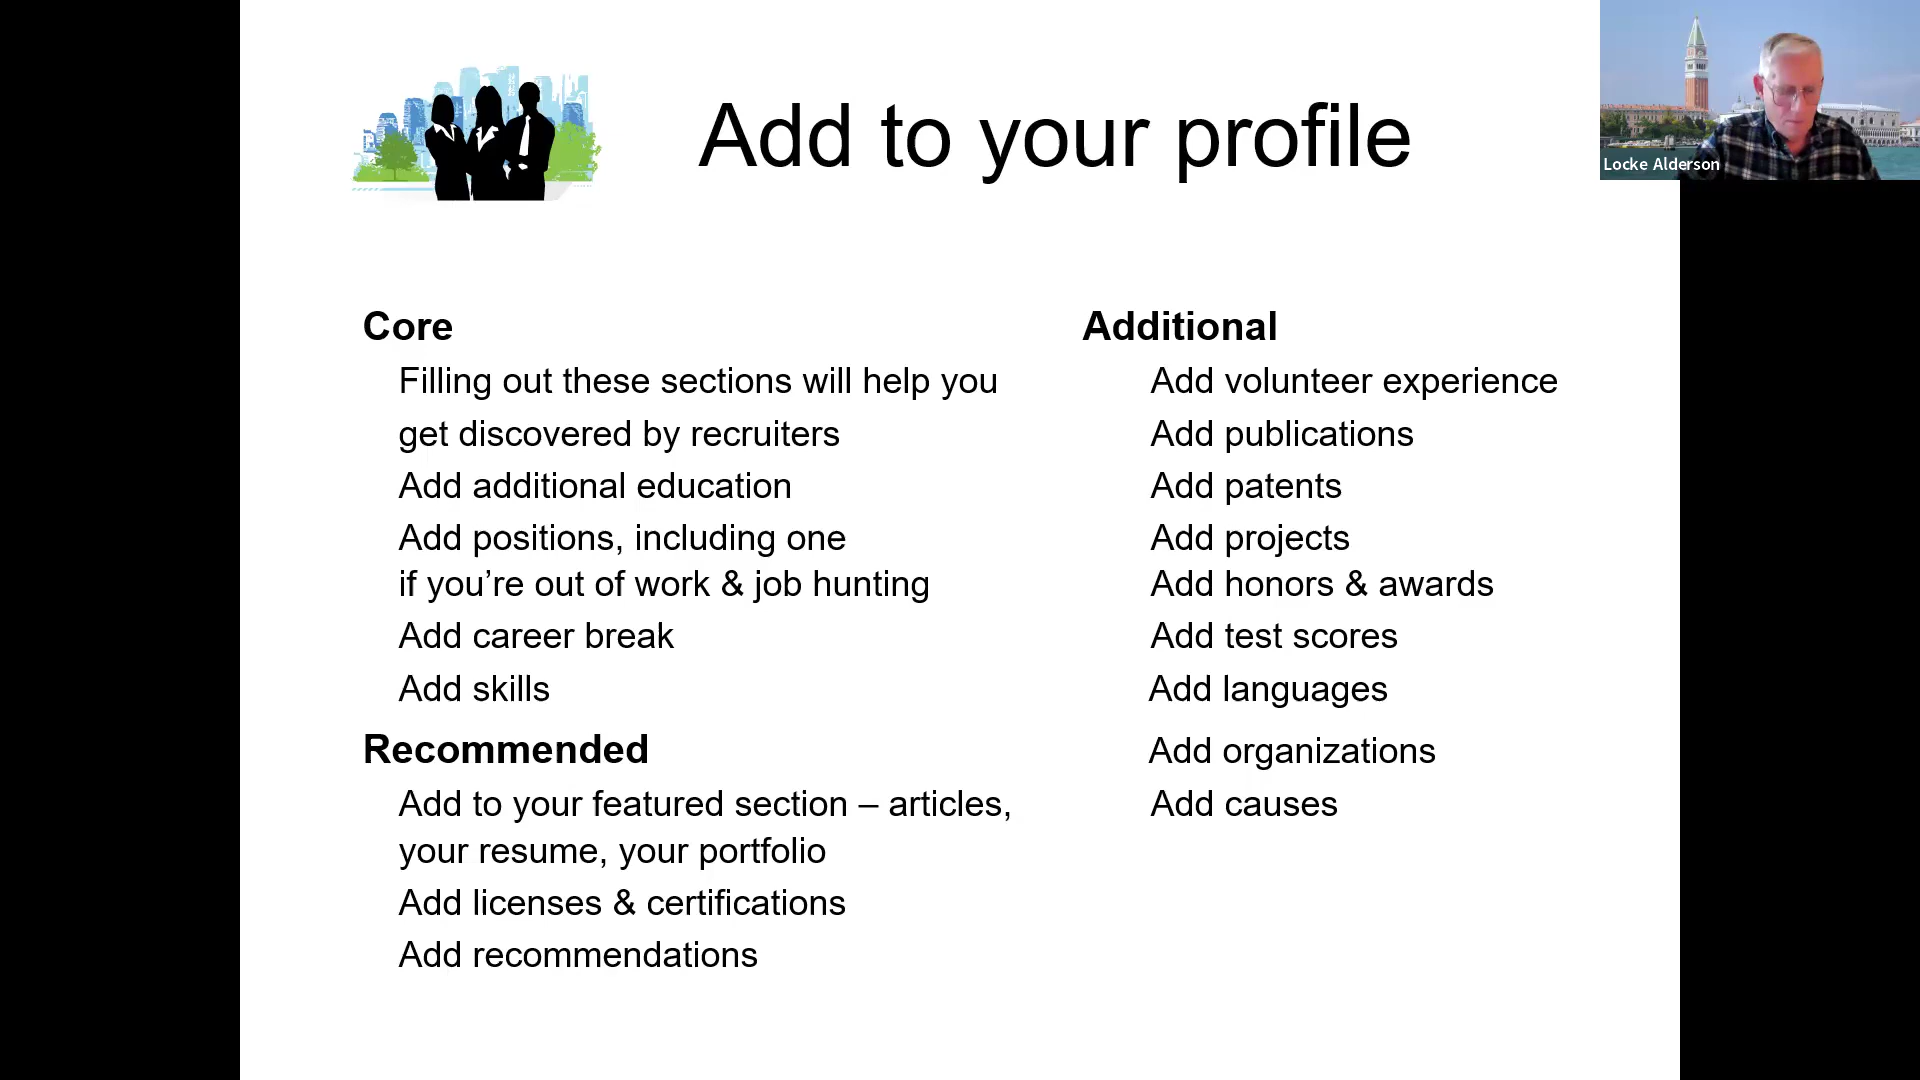 Add to your profile
Locke Alderson
Core
Filling out these sections will help you
get discovered by recruiters
Add additional education
Add positions, including one
if you’re out of work & job hunting
Add career break
Add skills
Recommended
Add to your featured section – articles,
your resume, your portfolio
Add licenses & certifications
Add recommendations
Additional
Add volunteer experience
Add publications
Add patents
Add projects
Add honors & awards
Add test scores
Add languages
Add organizations
Add causes